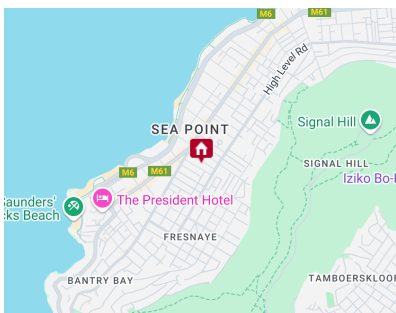 M6
M61
High Level Rd
Signal Hill
SEA POINT
SIGNAL HILL
Iziko Bo-
M61
M6
Saunders'
cks Beach
The President Hotel
FRESNAYE
BANTRY BAY
TAMBOERSKLOOF